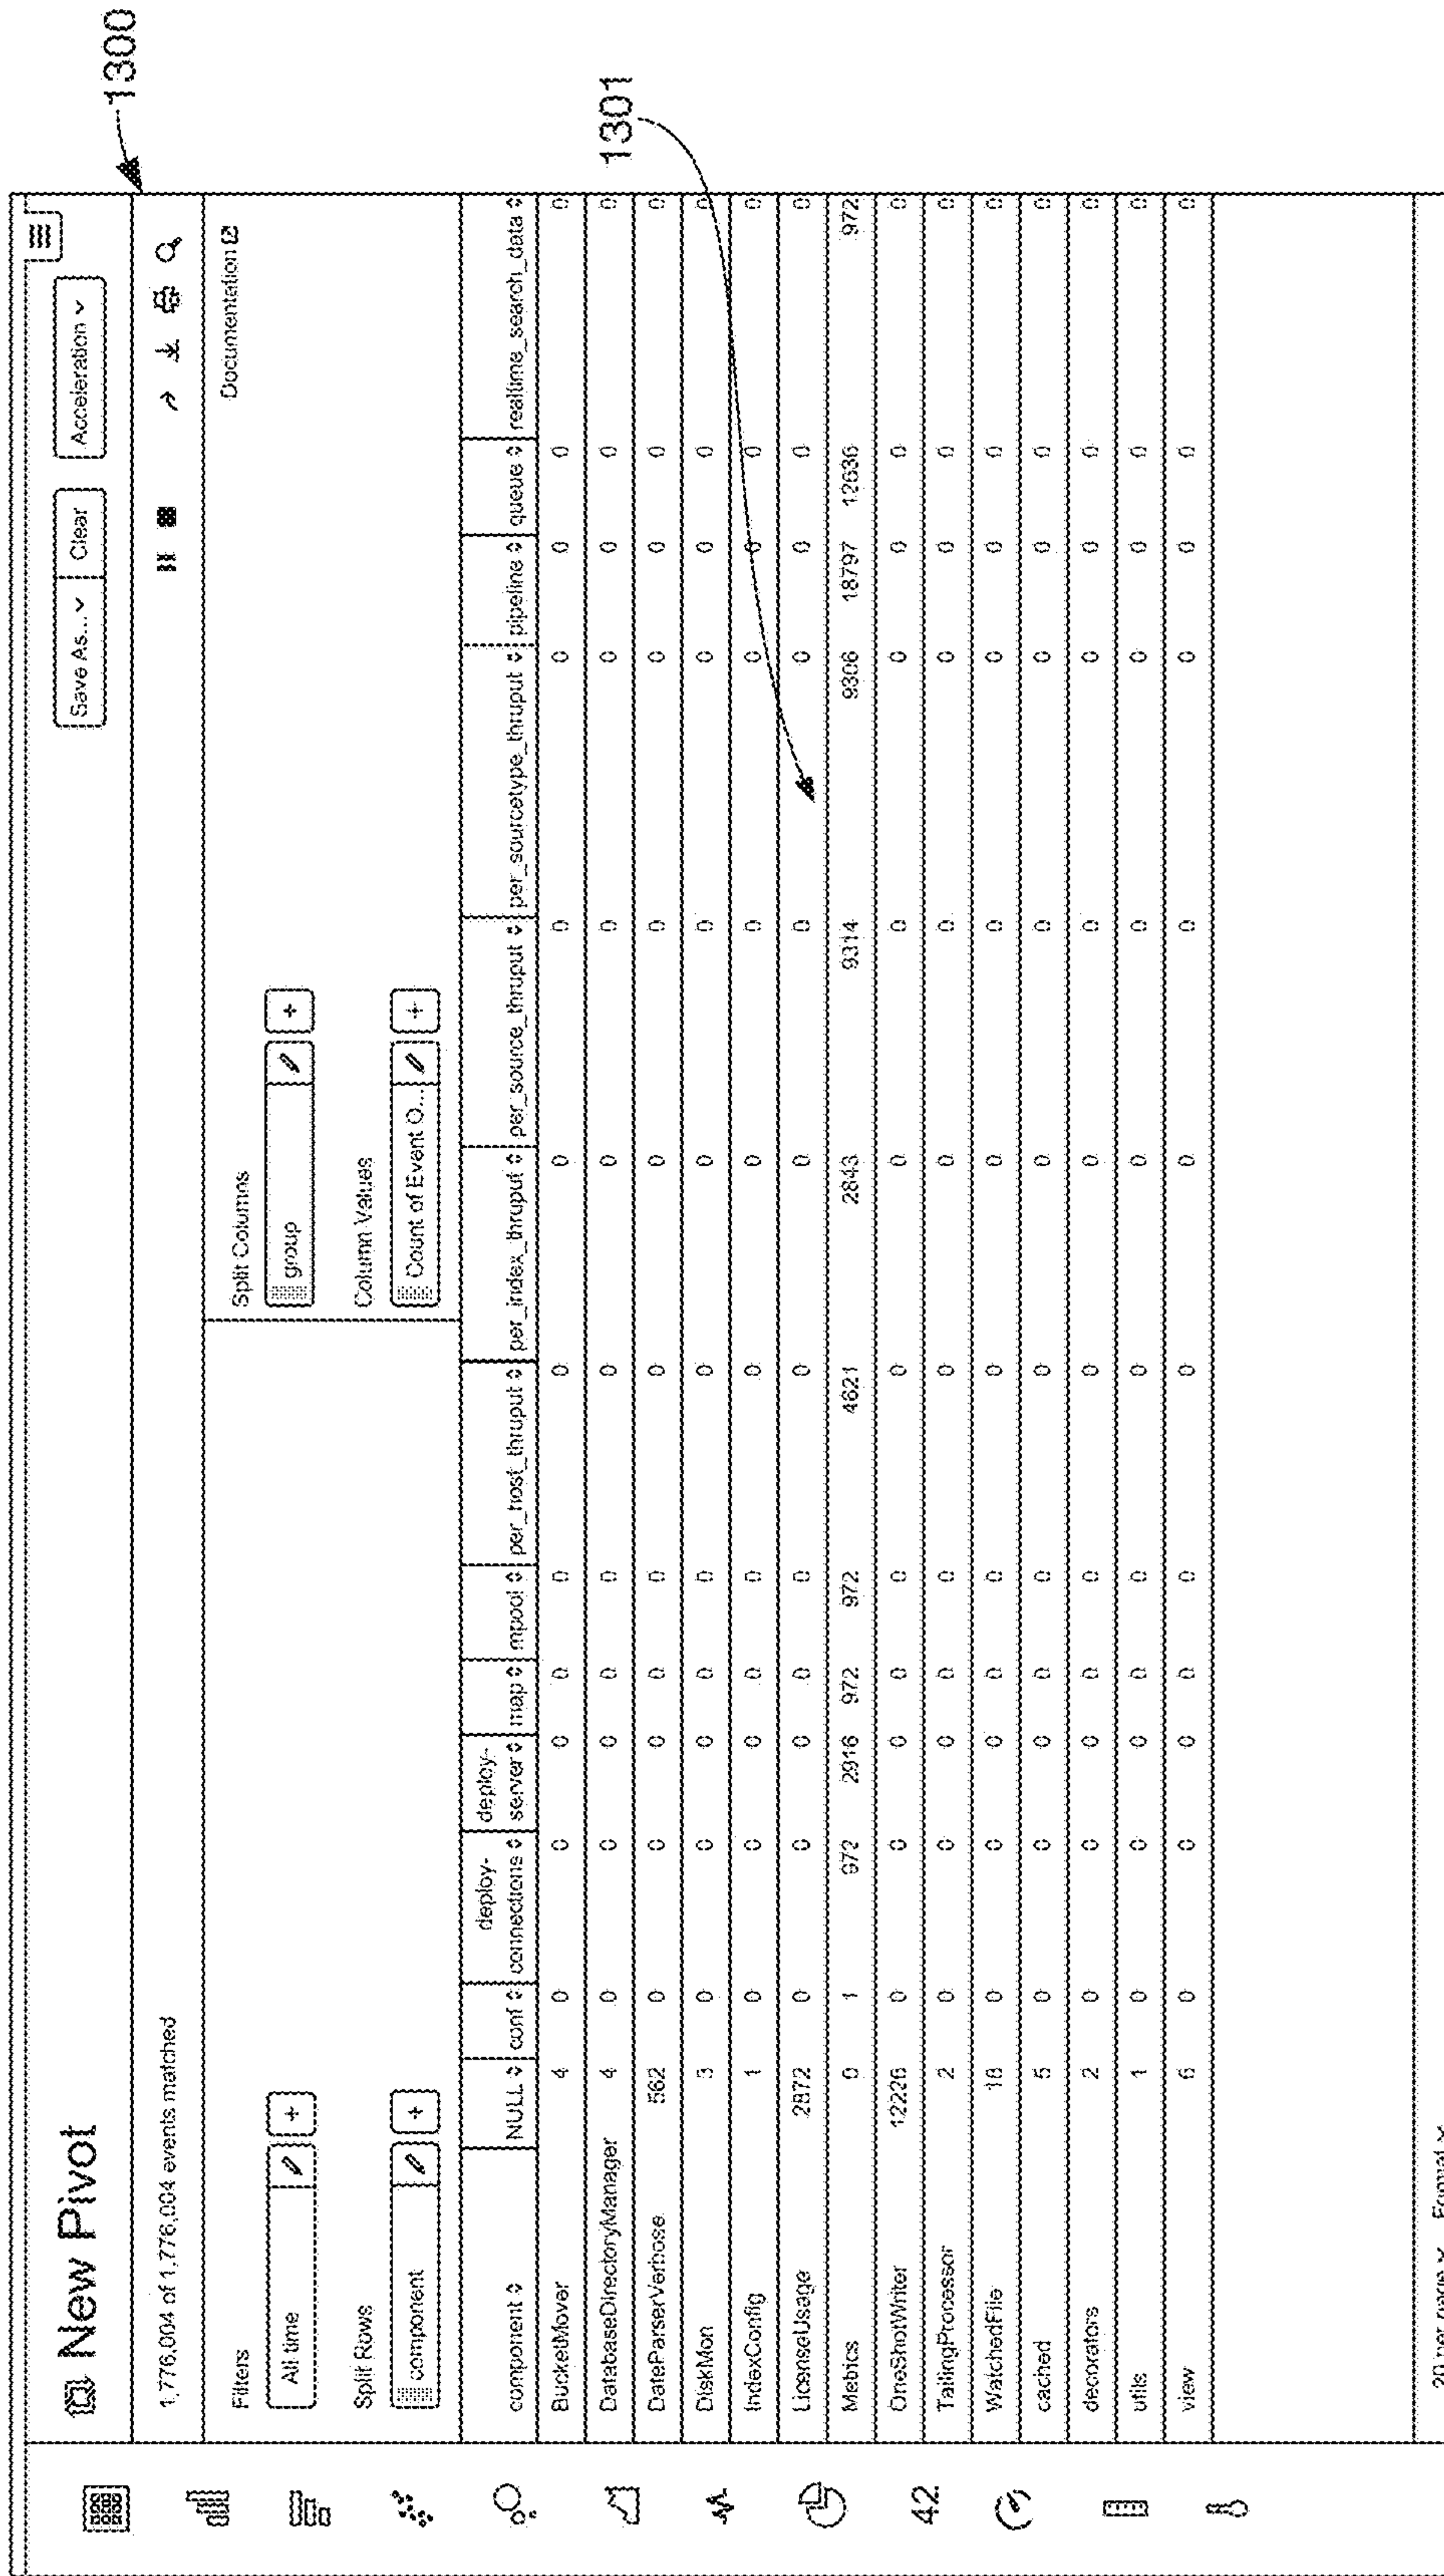 1300
New Pivot
Save As... Clear Acceleration
1,776,004 of 1,776,004 events matched
Filters
All time +
Split Columns
group +
Documentation
Split Rows
component +
Column Values
Count of Event O... +
component NULL conf deploy-connections deploy-server map mpool per_host_thruput per_index_thruput per_source_thruput per_sourcetype_thruput pipeline queue realtime_search_data
BucketMover 4 0 0 0 0 0 0 0 0 0 0 0 0
DatabaseDirectoryManager 4 0 0 0 0 0 0 0 0 0 0 0 0
DateParserVerbose 562 0 0 0 0 0 0 0 0 0 0 0 0
DiskMon 3 0 0 0 0 0 0 0 0 0 0 0 0
IndexConfig 1 0 0 0 0 0 0 0 0 0 0 0 0
LicenseUsage 2872 0 0 0 0 0 0 0 0 0 0 0 0
Metrics 0 1 972 2916 972 972 4621 2843 9314 9306 18797 12636 972
OneShotWriter 12226 0 0 0 0 0 0 0 0 0 0 0 0
TailingProcessor 2 0 0 0 0 0 0 0 0 0 0 0 0
WatchedFile 18 0 0 0 0 0 0 0 0 0 0 0 0
cached 5 0 0 0 0 0 0 0 0 0 0 0 0
decorators 2 0 0 0 0 0 0 0 0 0 0 0 0
utils 1 0 0 0 0 0 0 0 0 0 0 0 0
view 6 0 0 0 0 0 0 0 0 0 0 0 0
1301
42
20 per page Format